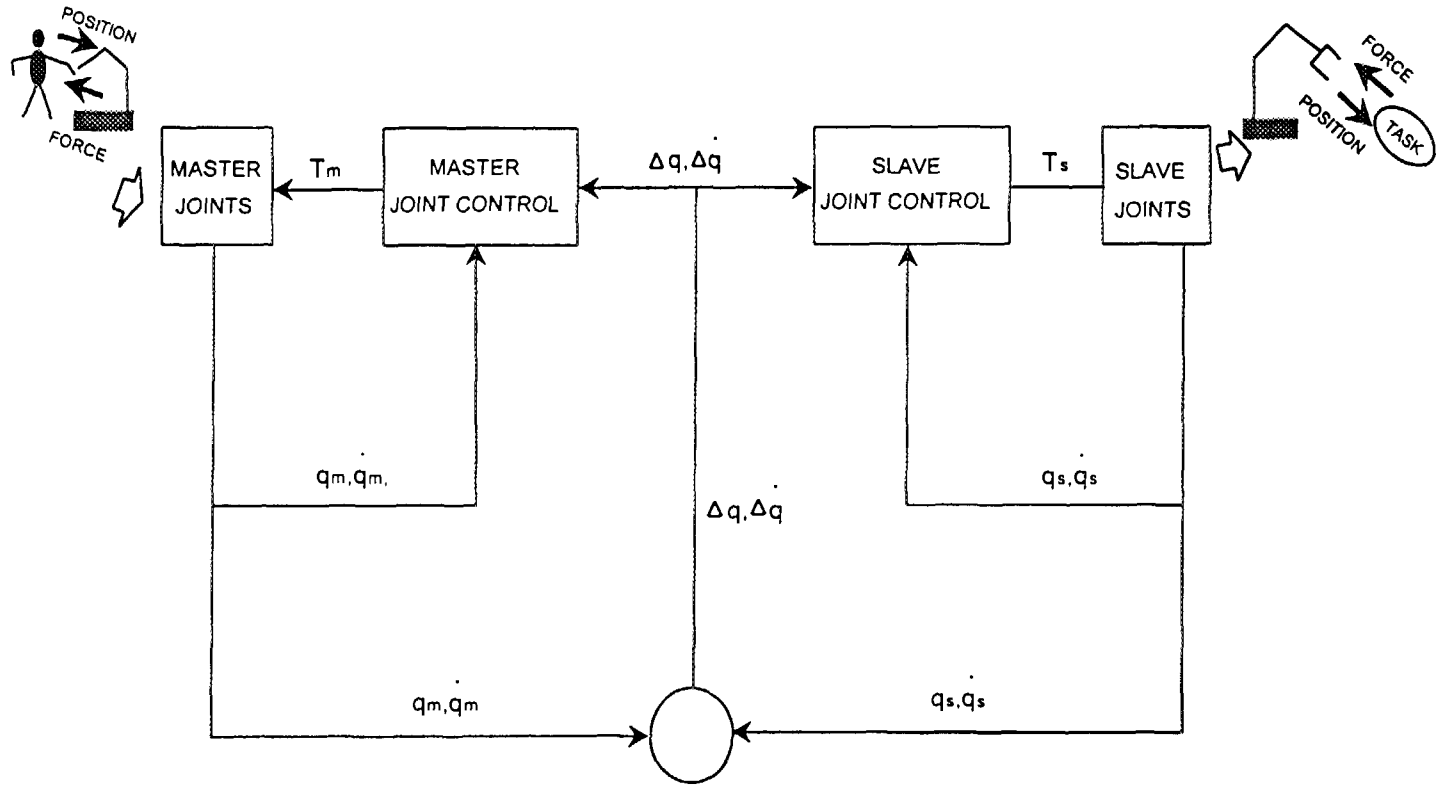 POSITION
FORCE
FORCE
POSITION
TASK
MASTER
JOINTS
Tm
MASTER
JOINT CONTROL
Δq,Δq̇
SLAVE
JOINT CONTROL
Ts
SLAVE
JOINTS
qm,q̇m,
Δq,Δq̇
qs,q̇s
qm,q̇m
qs,q̇s